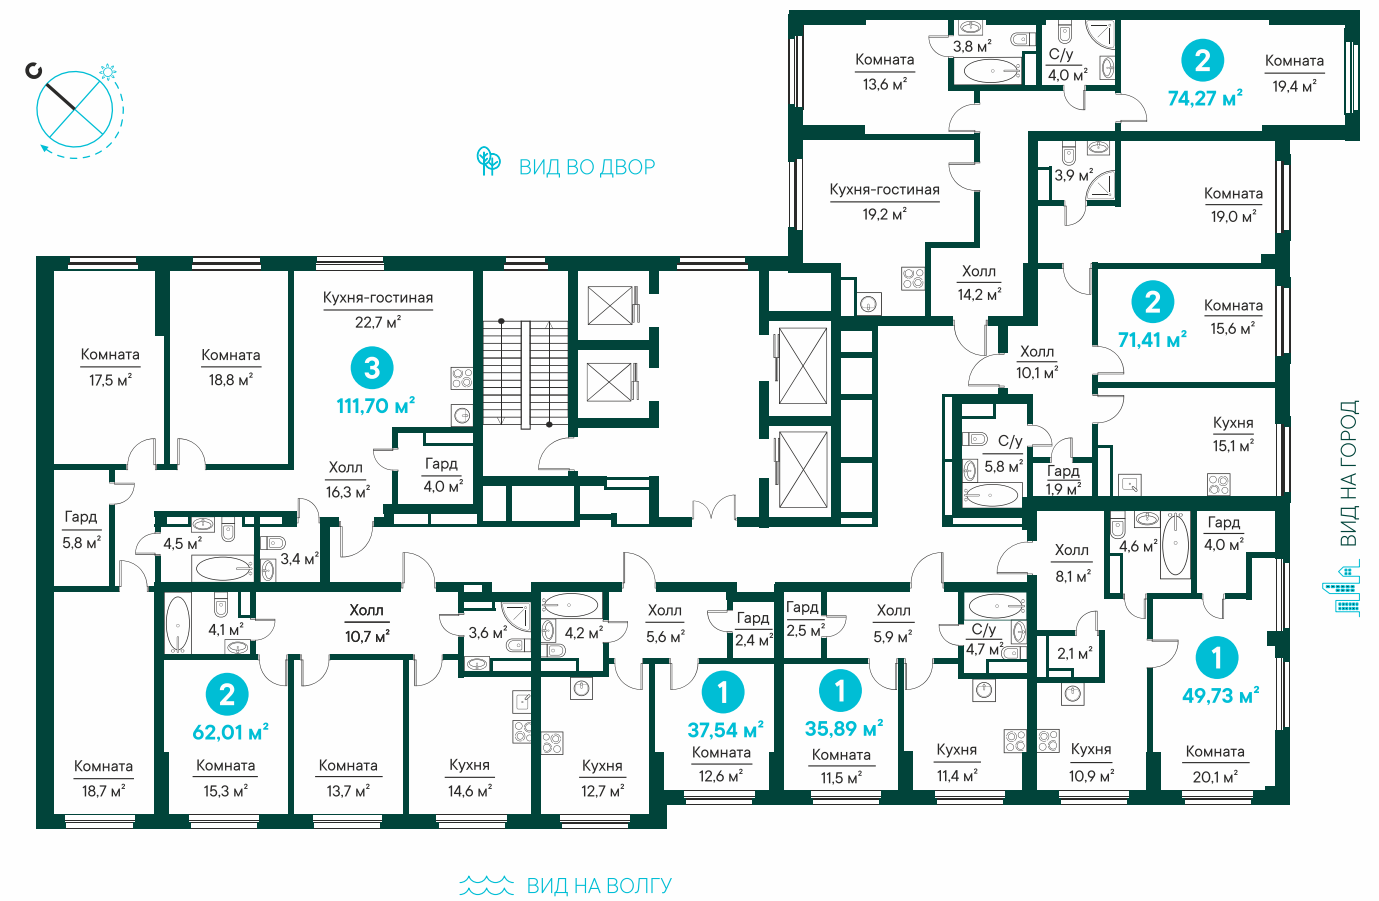 С
ВИД ВО ДВОР
Комната
13,6 м²
3,8 м²
С/у
4,0 м²
2
74,27 м²
Комната
19,4 м²
Кухня-гостиная
19,2 м²
3,9 м²
Комната
19,0 м²
Холл
14,2 м²
2
71,41 м²
Комната
15,6 м²
Холл
10,1 м²
Кухня
15,1 м²
С/у
5,8 м²
Гард
1,9 м²
ВИД НА ГОРОД
Комната
17,5 м²
Комната
18,8 м²
Кухня-гостиная
22,7 м²
3
111,70 м²
Холл
16,3 м²
Гард
4,0 м²
Гард
5,8 м²
4,5 м²
3,4 м²
Холл
8,1 м²
4,6 м²
Гард
4,0 м²
4,1 м²
Холл
10,7 м²
3,6 м²
4,2 м²
Холл
5,6 м²
Гард
2,4 м²
Гард
2,5 м²
Холл
5,9 м²
С/у
4,7 м²
2,1 м²
1
49,73 м²
2
62,01 м²
1
37,54 м²
1
35,89 м²
Комната
18,7 м²
Комната
15,3 м²
Комната
13,7 м²
Кухня
14,6 м²
Кухня
12,7 м²
Комната
12,6 м²
Комната
11,5 м²
Кухня
11,4 м²
Кухня
10,9 м²
Комната
20,1 м²
ВИД НА ВОЛГУ